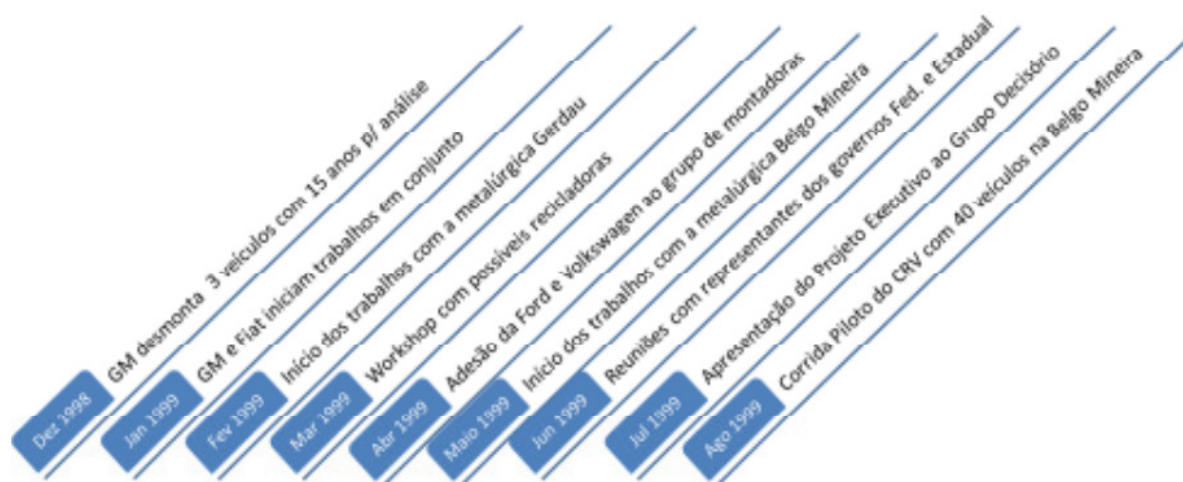 Dez 1998
GM desmonta 3 veículos com 15 anos p/ análise
Jan 1999
GM e Fiat iniciam trabalhos em conjunto
Fev 1999
Início dos trabalhos com a metalúrgica Gerdau
Mar 1999
Workshop com possíveis recicladoras
Abr 1999
Adesão da Ford e Volkswagen ao grupo de montadoras
Maio 1999
Início dos trabalhos com a metalúrgica Belgo Mineira
Jun 1999
Reuniões com representantes dos governos Fed. e Estadual
Jul 1999
Apresentação do Projeto Executivo ao Grupo Decisório
Ago 1999
Corrida Piloto do CRV com 40 veículos na Belgo Mineira